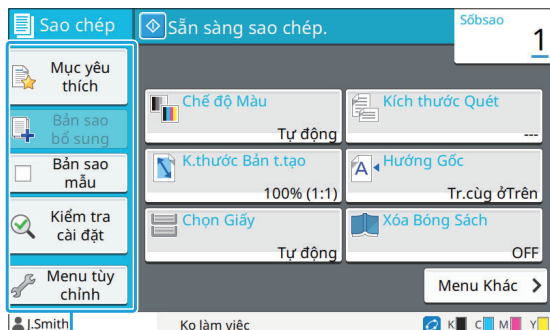 Sao chép
Sẵn sàng sao chép.
Sốbsao
1
Mục yêu
thích
Bản sao
bổ sung
Bản sao
mẫu
Kiểm tra
cài đặt
Menu tùy
chỉnh
Chế độ Màu
Tự động
Kích thước Quét
---
K.thước Bản t.tạo
100% (1:1)
Hướng Gốc
Tr.cùg ởTrên
Chọn Giấy
Tự động
Xóa Bóng Sách
OFF
Menu Khác
J.Smith
Ko làm việc
K C M Y